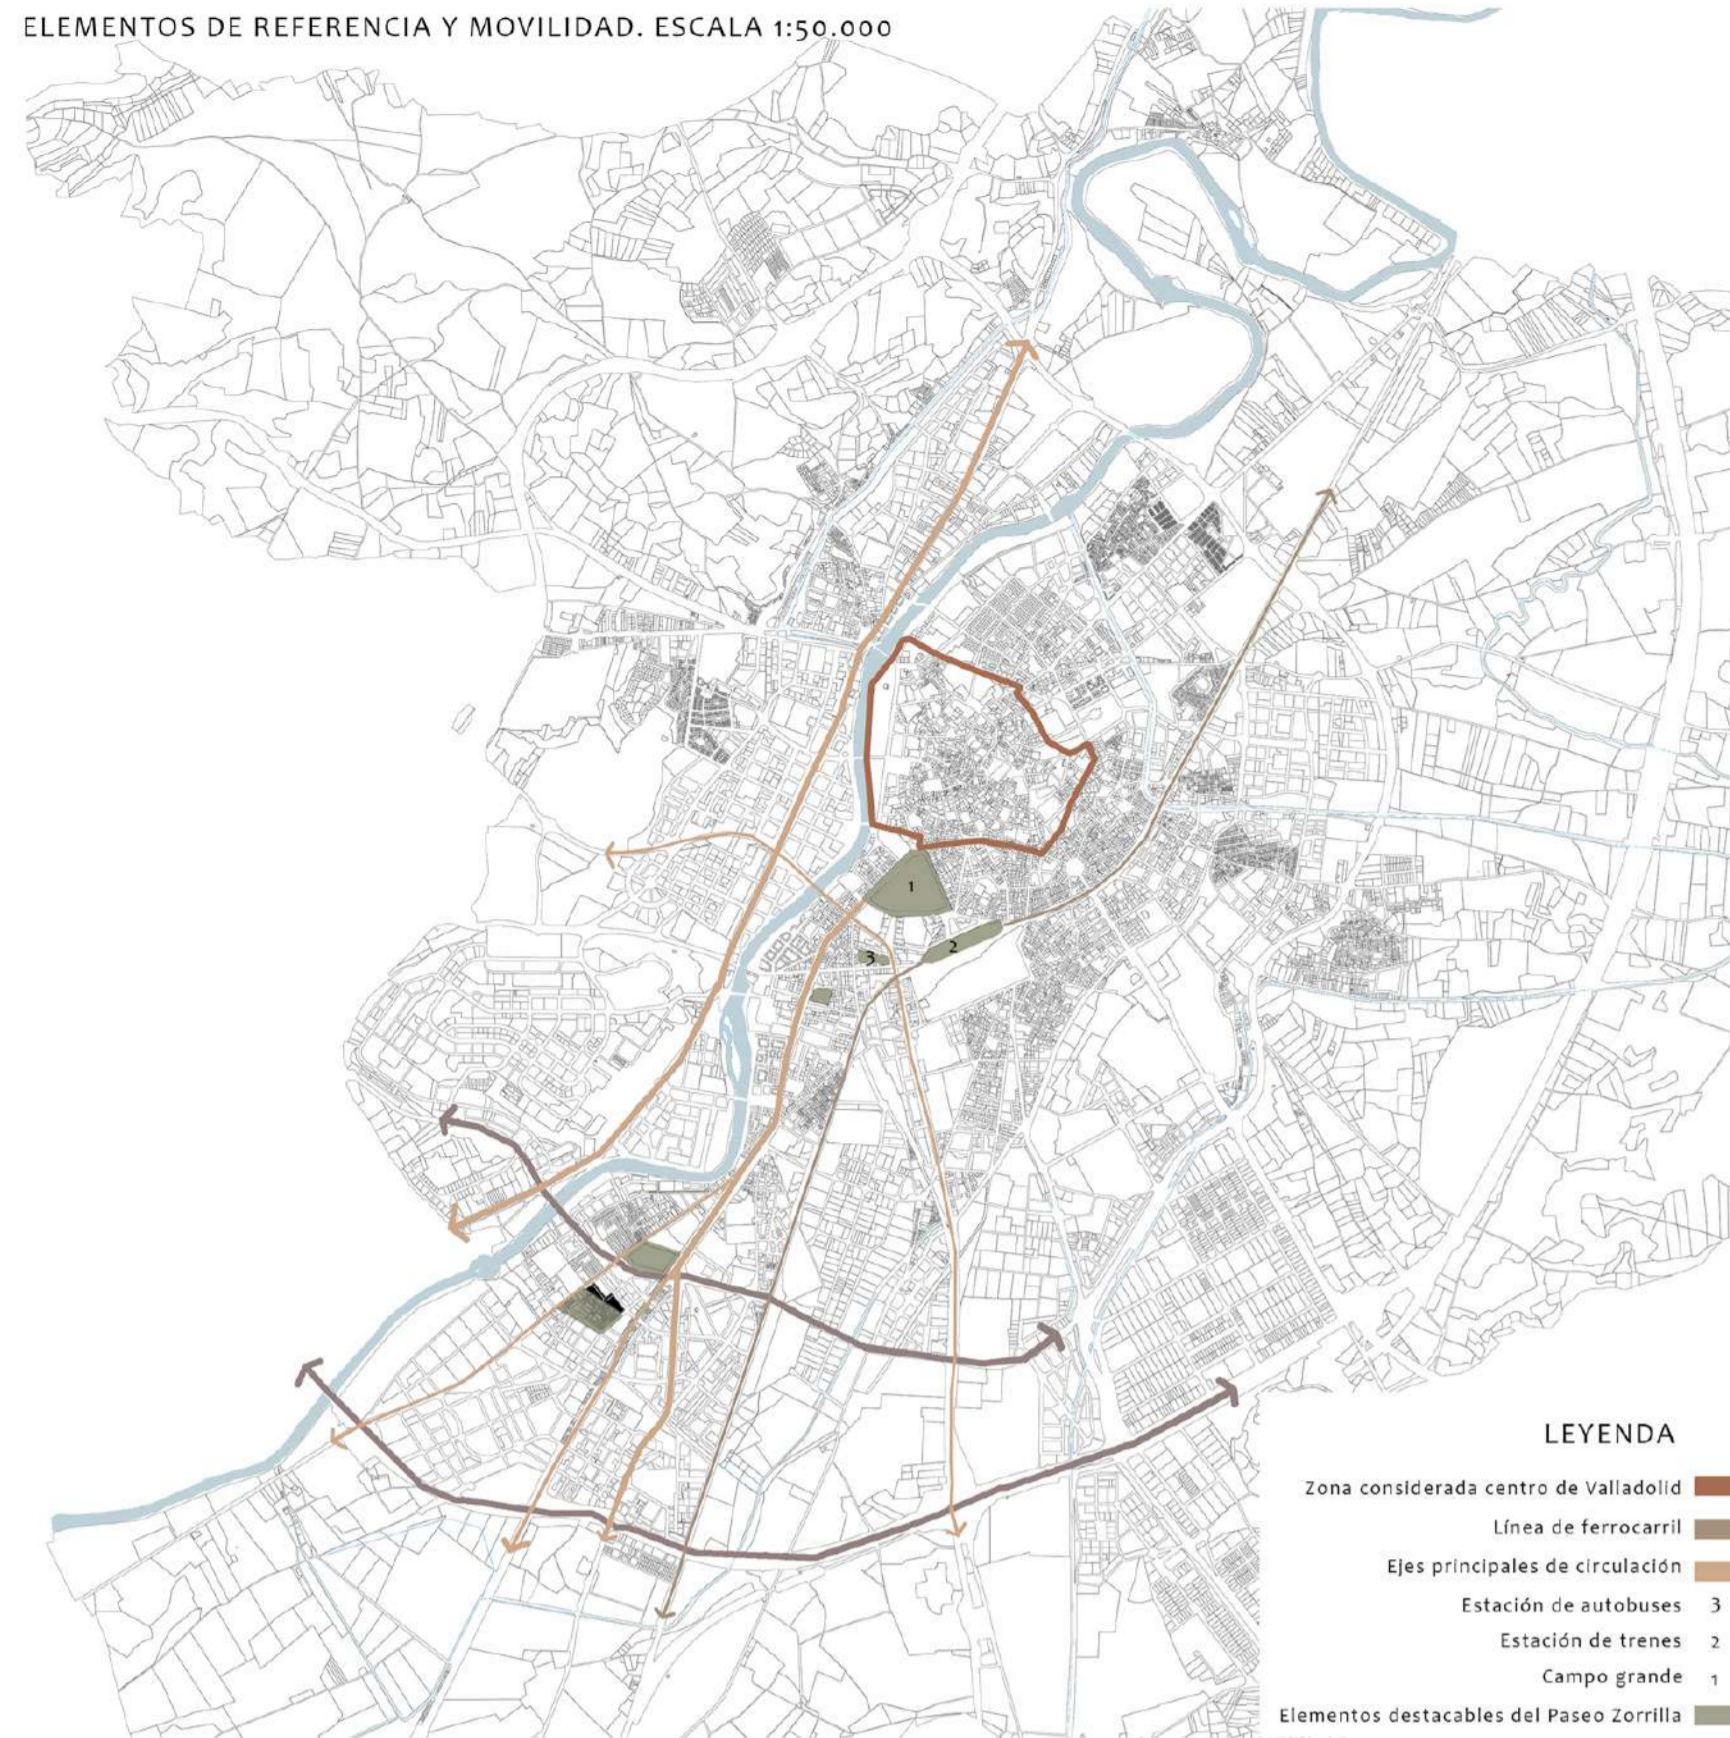 ELEMENTOS DE REFERENCIA Y MOVILIDAD. ESCALA 1:50.000
1
2
3
LEYENDA
Zona considerada centro de Valladolid
Línea de ferrocarril
Ejes principales de circulación
Estación de autobuses 3
Estación de trenes 2
Campo grande 1
Elementos destacables del Paseo Zorrilla